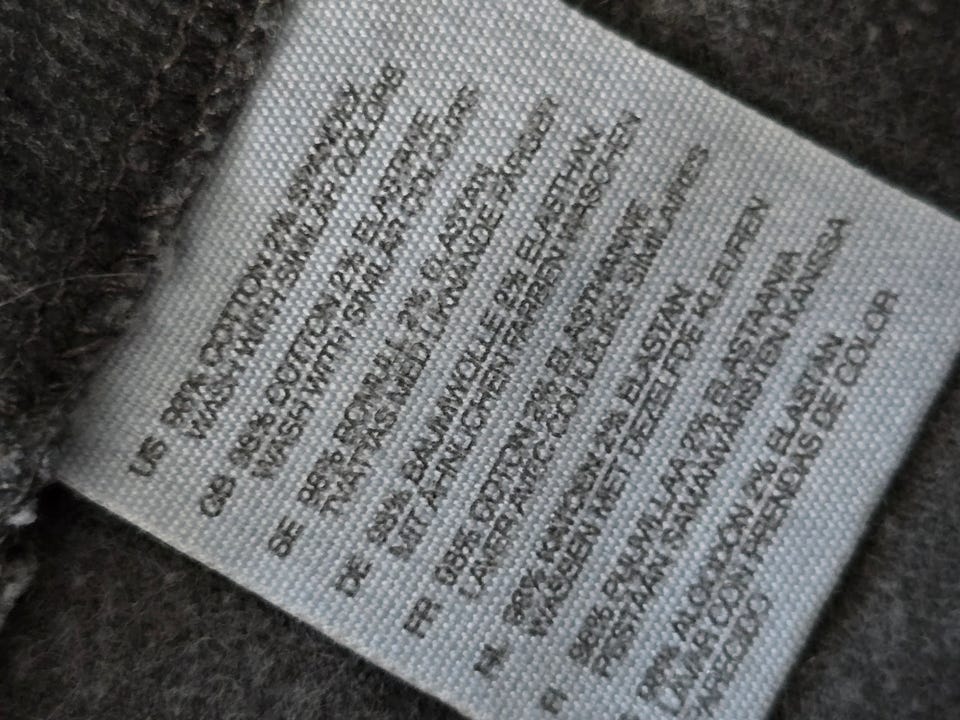 US 98% COTTON 2% SPANDEX
WASH WITH SIMILAR COLORS
GB 98% COTTON 2% ELASTANE
WASH WITH SIMILAR COLOURS
SE 98% BOMULL 2% ELASTAN
TVÄTTAS MED LIKNANDE FÄRGER
DE 98% BAUMWOLLE 2% ELASTHAN
MIT ÄHNLICHEN FARBEN WASCHEN
FR 98% COTON 2% ELASTHANNE
LAVER AVEC COULEURS SIMILAIRES
NL 98% KATOEN 2% ELASTAN
WASSEN MET DEZELFDE KLEUREN
FI 98% PUUVILLAA 2% ELASTANIA
PESTÄÄN SAMANVÄRISTEN KANSSA
98% ALGODÓN 2% ELASTÁN
LAVAR CON PRENDAS DE COLOR
PARECIDO